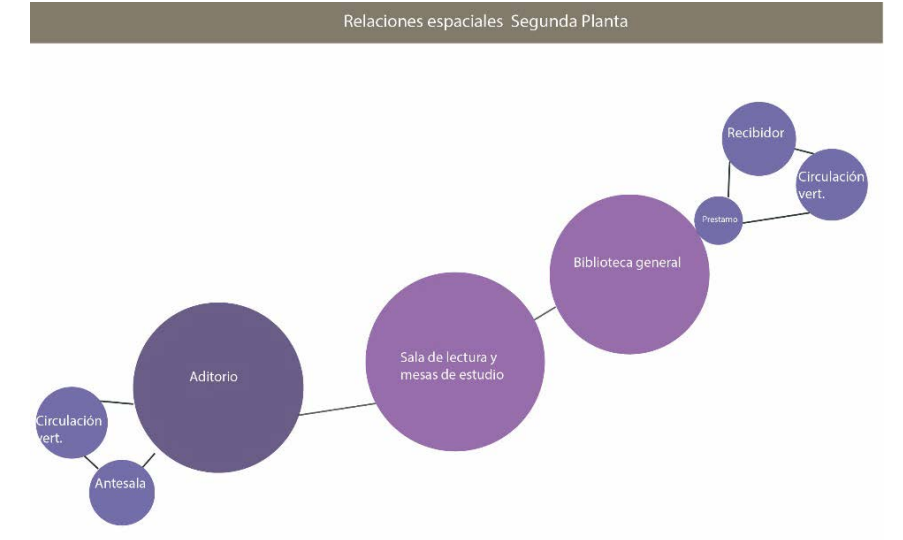 Relaciones espaciales Segunda Planta
Recibidor
Circulación
vert.
Prestamo
Biblioteca general
Sala de lectura y
mesas de estudio
Aditorio
Circulación
vert.
Antesala